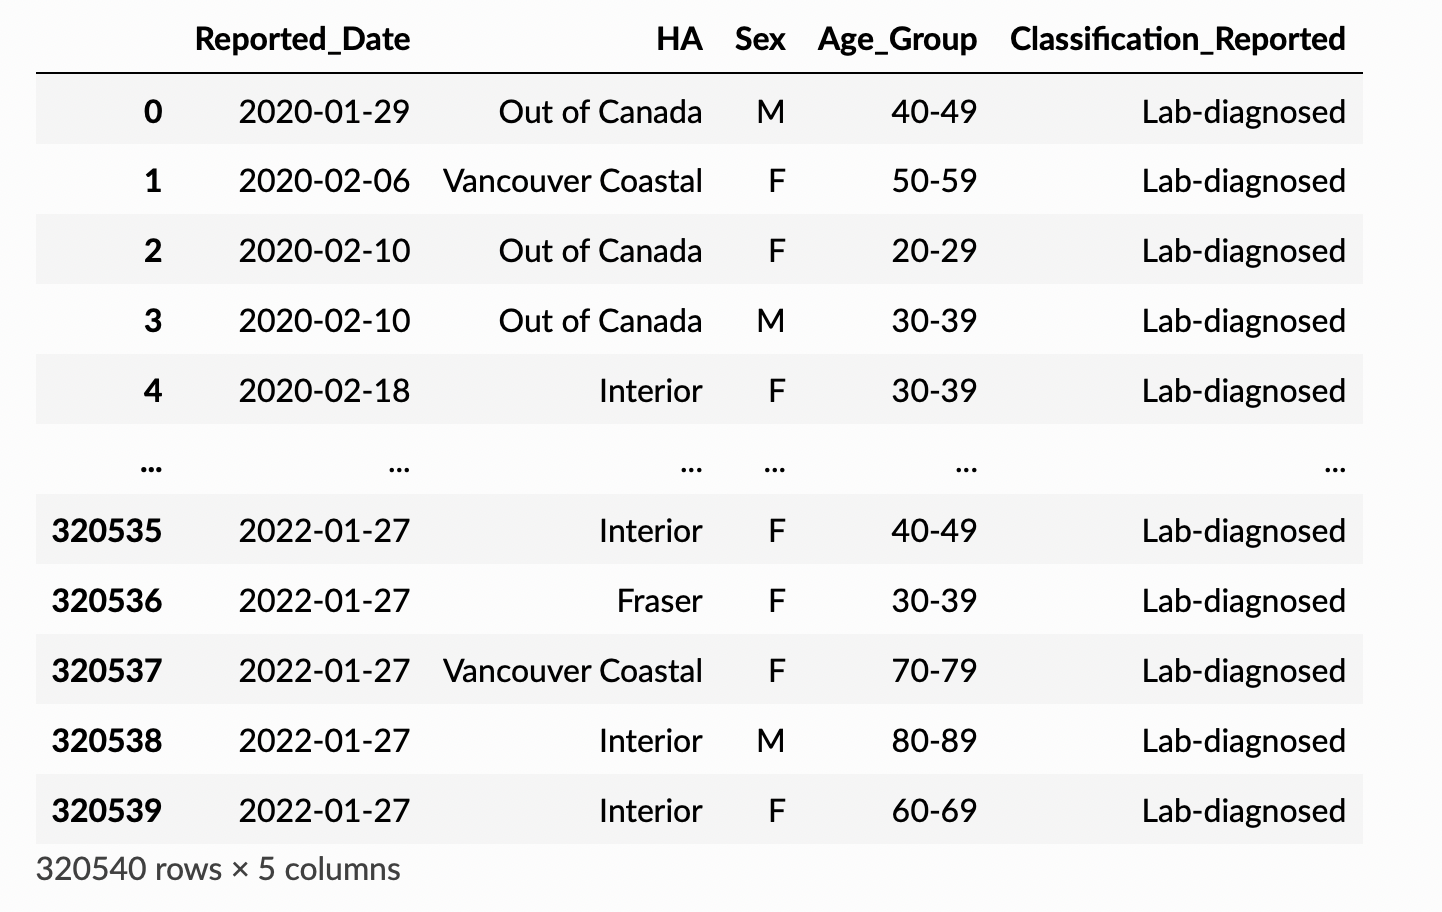 Reported_Date HA Sex Age_Group Classification_Reported
0 2020-01-29 Out of Canada M 40-49 Lab-diagnosed
1 2020-02-06 Vancouver Coastal F 50-59 Lab-diagnosed
2 2020-02-10 Out of Canada F 20-29 Lab-diagnosed
3 2020-02-10 Out of Canada M 30-39 Lab-diagnosed
4 2020-02-18 Interior F 30-39 Lab-diagnosed
... ... ... ... ... ...
320535 2022-01-27 Interior F 40-49 Lab-diagnosed
320536 2022-01-27 Fraser F 30-39 Lab-diagnosed
320537 2022-01-27 Vancouver Coastal F 70-79 Lab-diagnosed
320538 2022-01-27 Interior M 80-89 Lab-diagnosed
320539 2022-01-27 Interior F 60-69 Lab-diagnosed
320540 rows × 5 columns